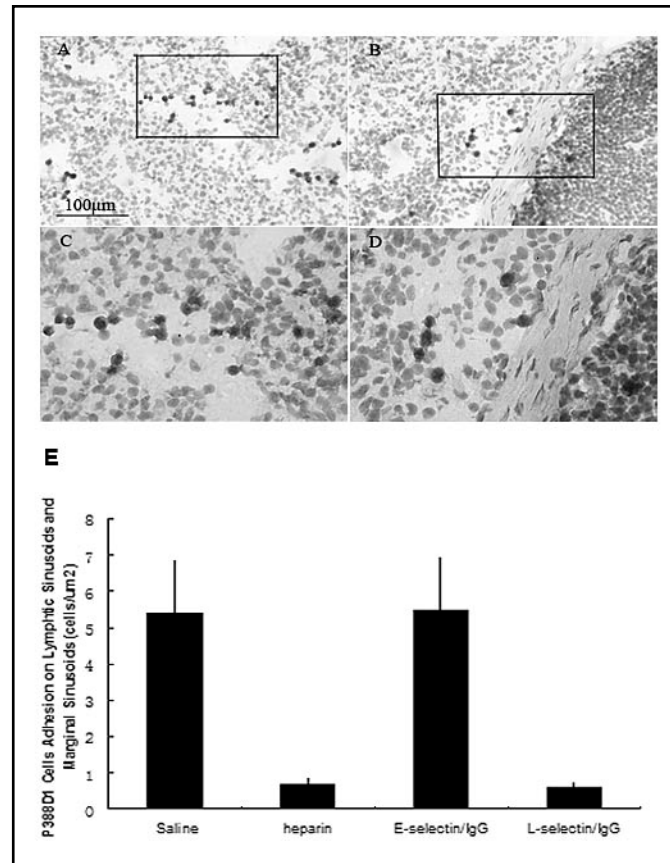 A
B
100μm
C
D
E
P388D1 Cells Adhesion on Lymphtic Sinusoids and
Marginal Sinusoids (cells/um2)
8
7
6
5
4
3
2
1
0
Saline
heparin
E-selectin/IgG
L-selectin/IgG